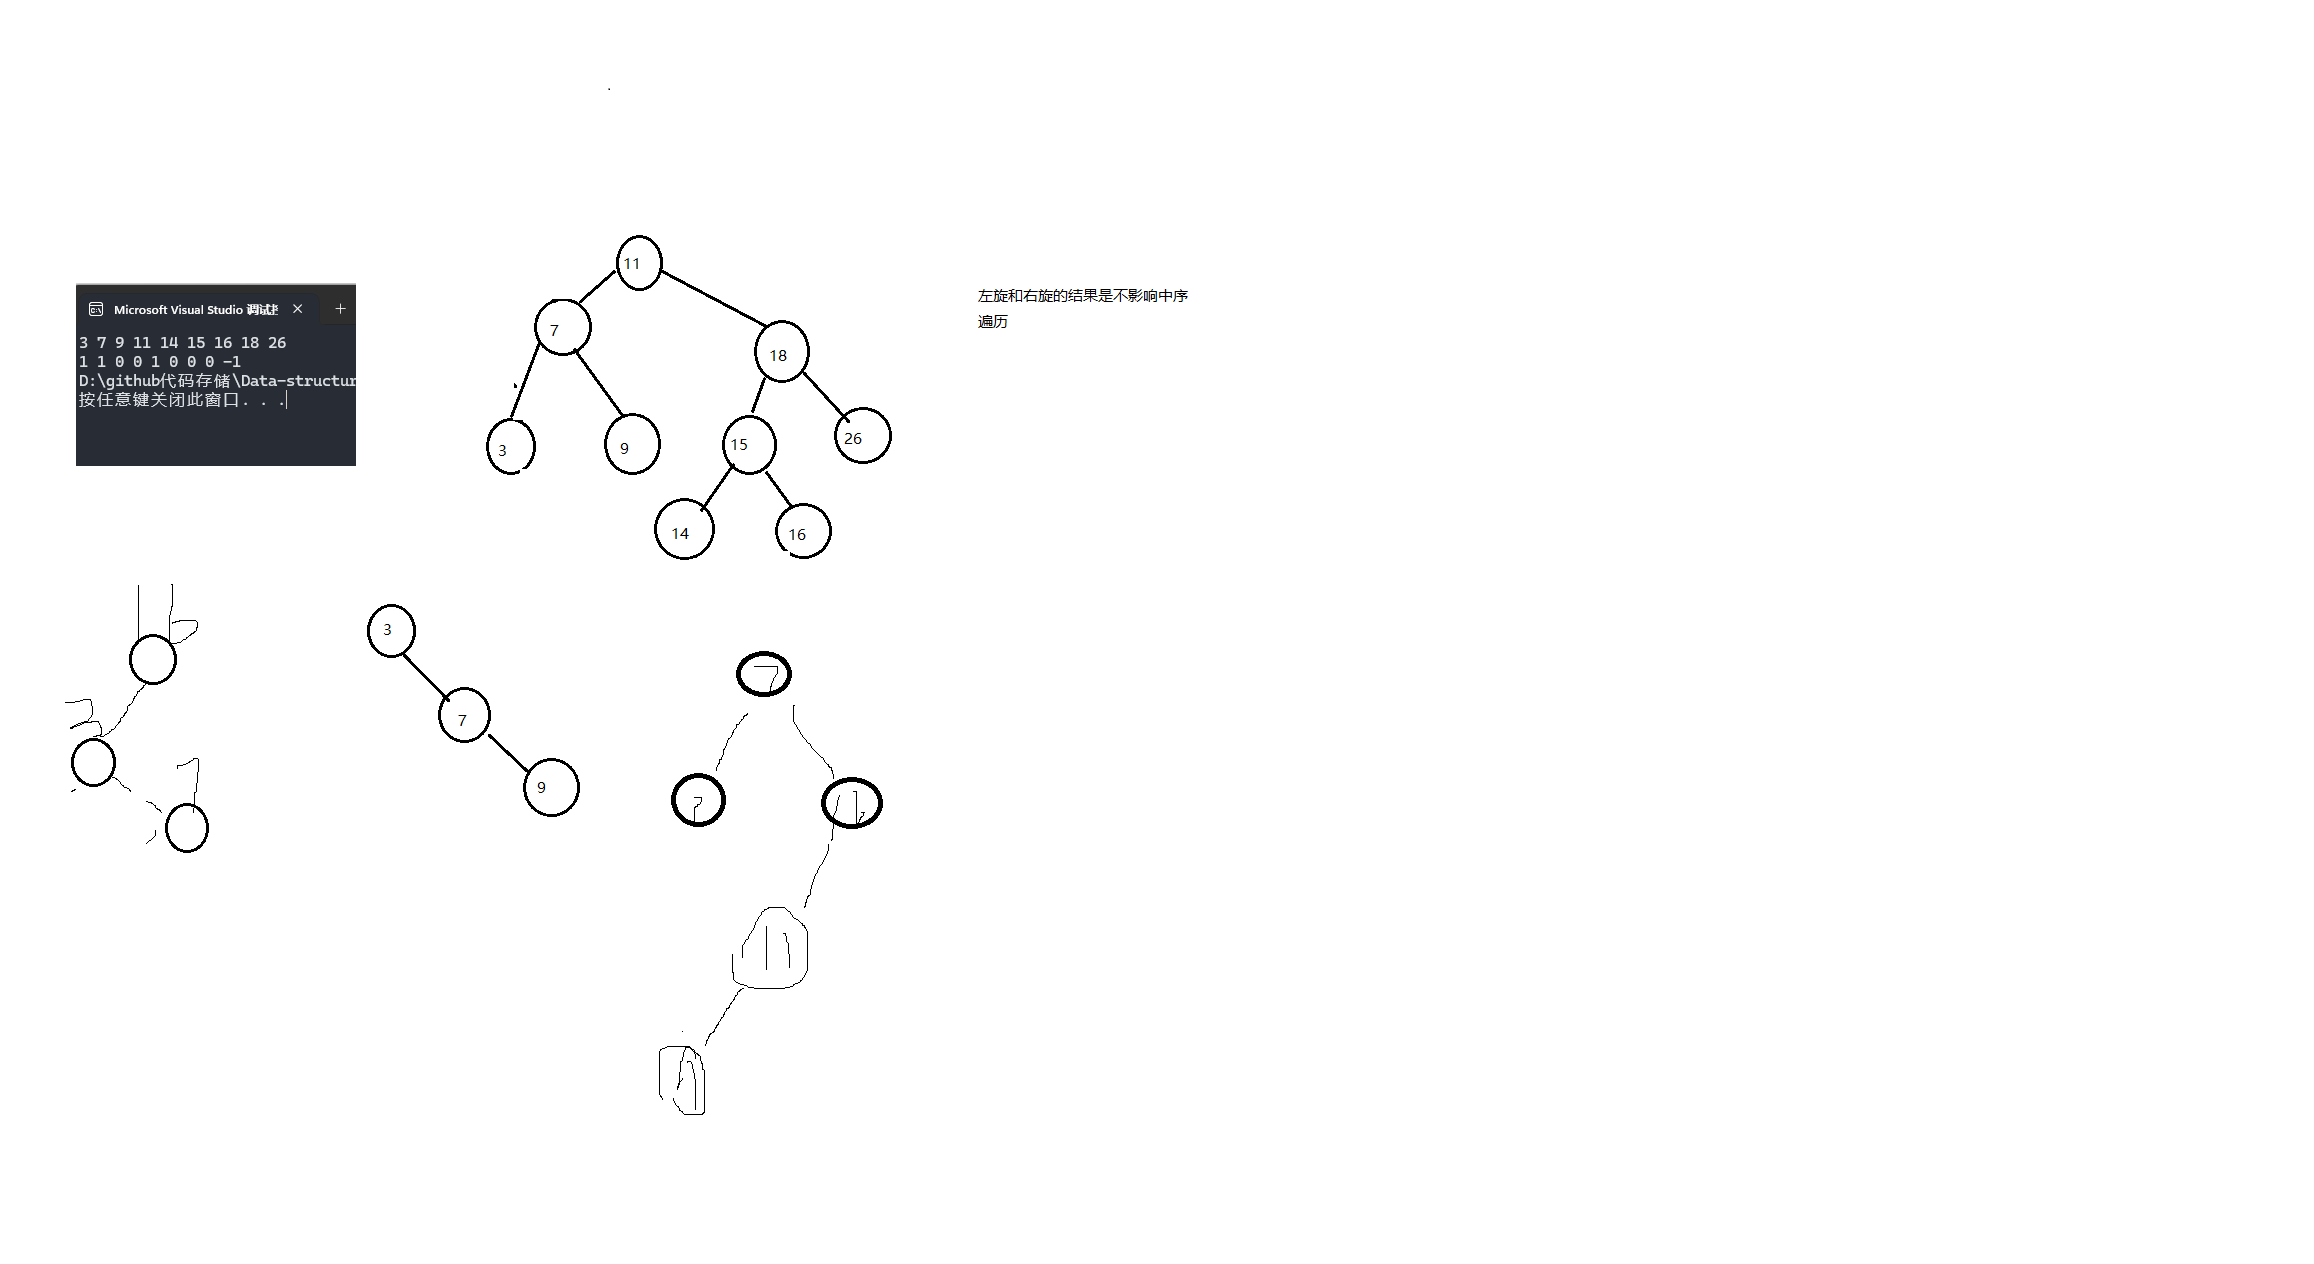 11
7
18
3
9
15
26
14
16
左旋和右旋的结果是不影响中序
遍历
Microsoft Visual Studio 调试控
3 7 9 11 14 15 16 18 26
1 1 0 0 1 0 0 0 -1
D:\github代码存储\Data-structur
按任意键关闭此窗口. . .
3
7
9
7
11